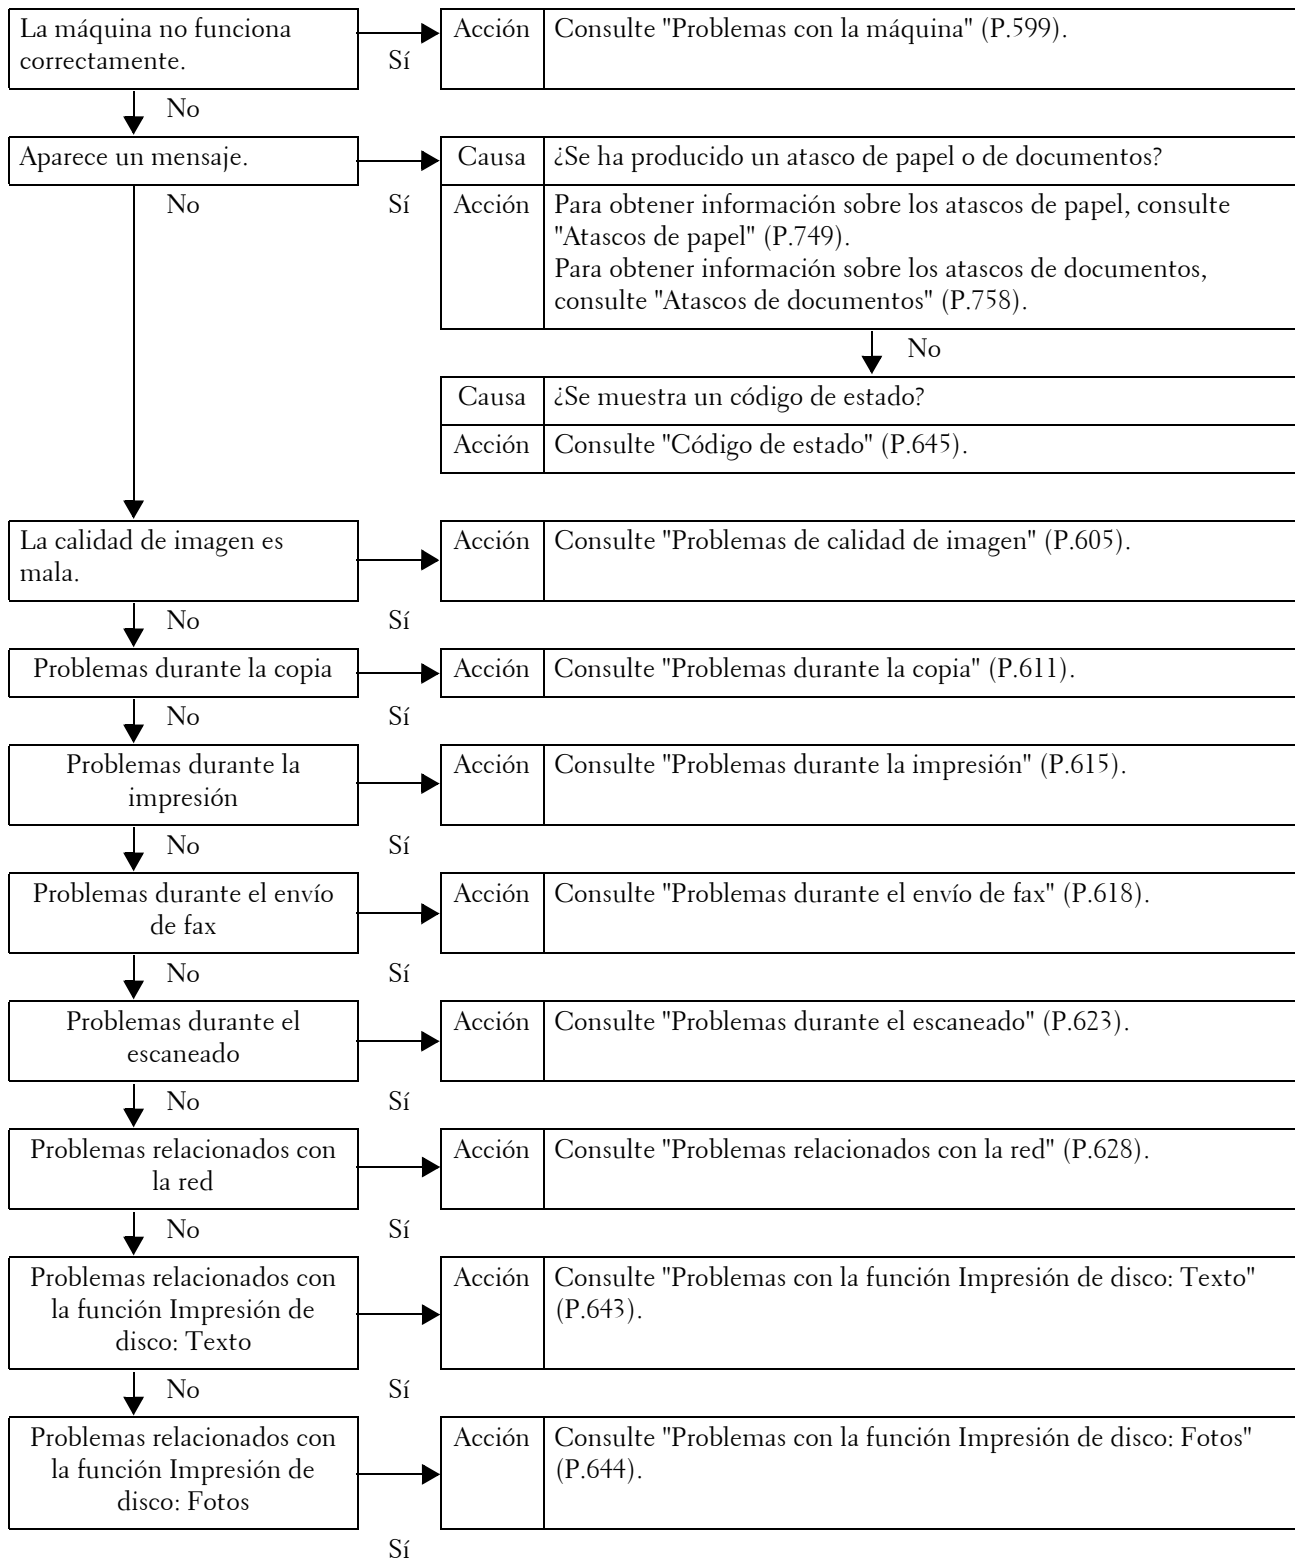 La máquina no funciona
correctamente.
Sí
Acción
Consulte "Problemas con la máquina" (P.599).
No
Aparece un mensaje.
Sí
Causa
¿Se ha producido un atasco de papel o de documentos?
Acción
Para obtener información sobre los atascos de papel, consulte
"Atascos de papel" (P.749).
Para obtener información sobre los atascos de documentos,
consulte "Atascos de documentos" (P.758).
No
Causa
¿Se muestra un código de estado?
Acción
Consulte "Código de estado" (P.645).
No
La calidad de imagen es
mala.
Sí
Acción
Consulte "Problemas de calidad de imagen" (P.605).
No
Problemas durante la copia
Sí
Acción
Consulte "Problemas durante la copia" (P.611).
No
Problemas durante la
impresión
Sí
Acción
Consulte "Problemas durante la impresión" (P.615).
No
Problemas durante el envío
de fax
Sí
Acción
Consulte "Problemas durante el envío de fax" (P.618).
No
Problemas durante el
escaneado
Sí
Acción
Consulte "Problemas durante el escaneado" (P.623).
No
Problemas relacionados con
la red
Sí
Acción
Consulte "Problemas relacionados con la red" (P.628).
No
Problemas relacionados con
la función Impresión de
disco: Texto
Sí
Acción
Consulte "Problemas con la función Impresión de disco: Texto"
(P.643).
No
Problemas relacionados con
la función Impresión de
disco: Fotos
Sí
Acción
Consulte "Problemas con la función Impresión de disco: Fotos"
(P.644).